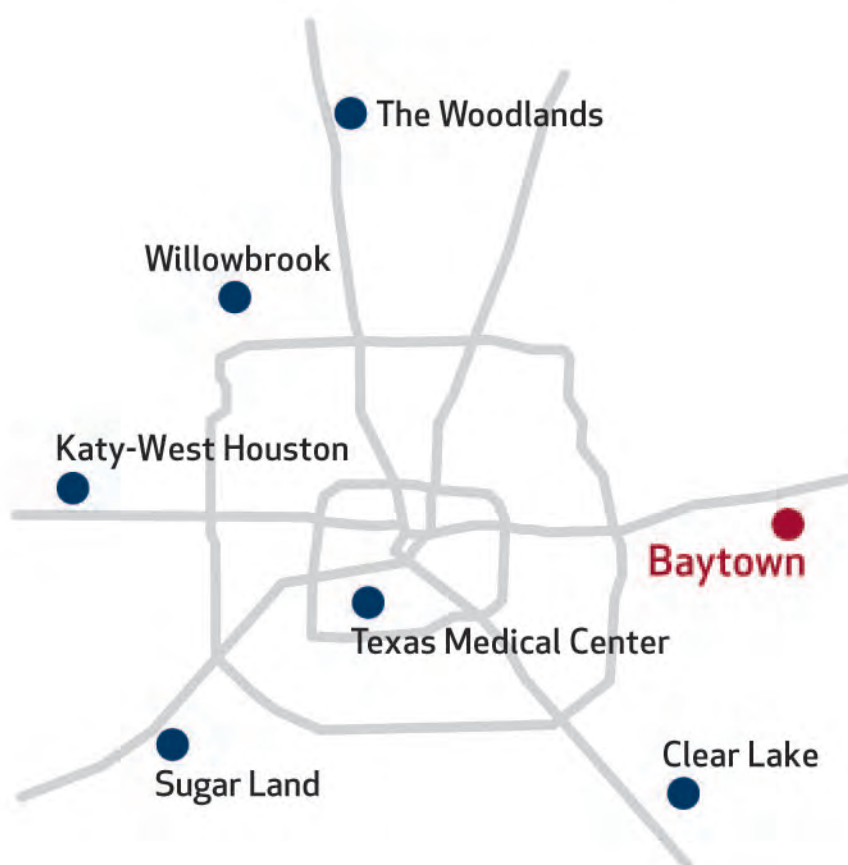 The Woodlands
Willowbrook
Katy-West Houston
Baytown
Texas Medical Center
Clear Lake
Sugar Land